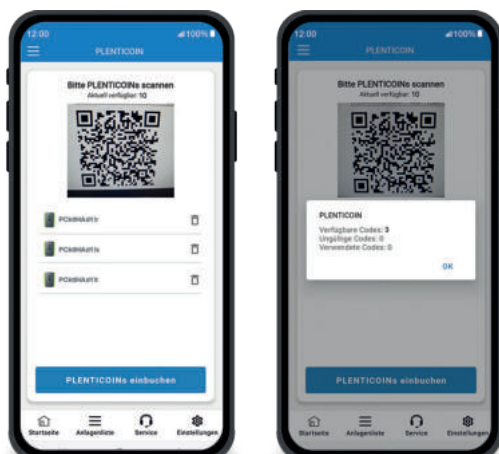 12:00
100%
PLENTICOIN
Bitte PLENTICOINs scannen
Aktuell verfügbar: 10
PLENTICOINs einbuchen
Startseite
Anlagenliste
Service
Einstellungen
12:00
100%
PLENTICOIN
Bitte PLENTICOINs scannen
Aktuell verfügbar: 10
PLENTICOIN
Verfügbare Codes: 3
Ungültige Codes: 0
Verwendete Codes: 0
OK
PLENTICOINs einbuchen
Startseite
Anlagenliste
Service
Einstellungen